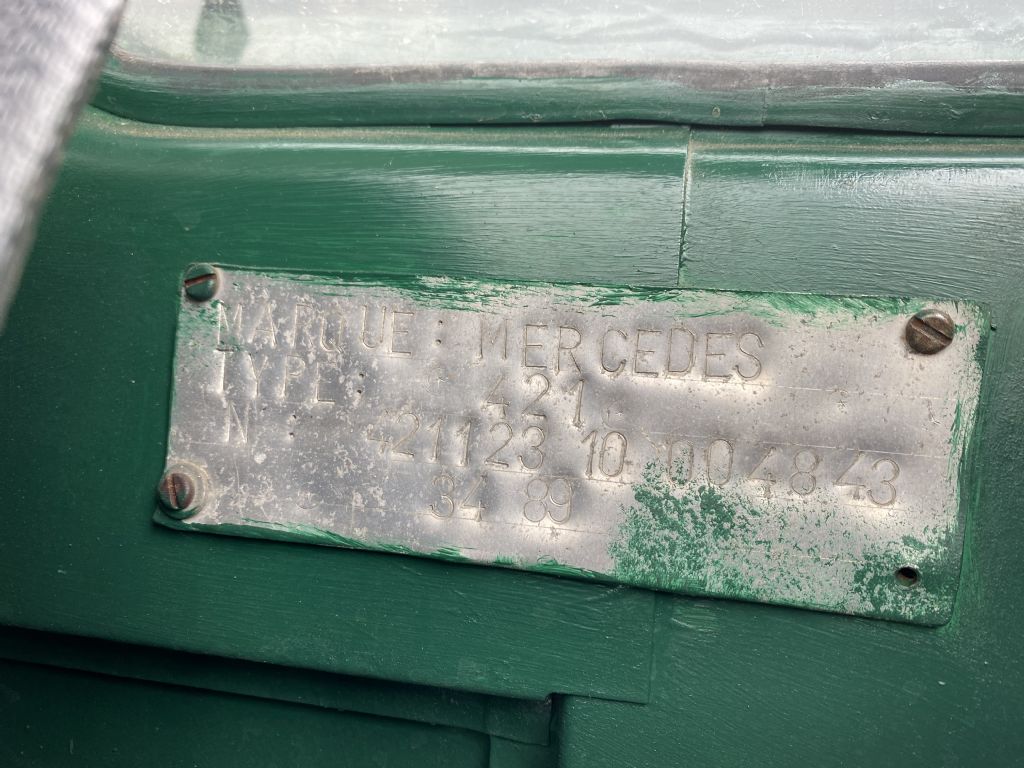 MARQUE: MERCEDES
TYPE: 421
N° 421123 10 004843
34 89